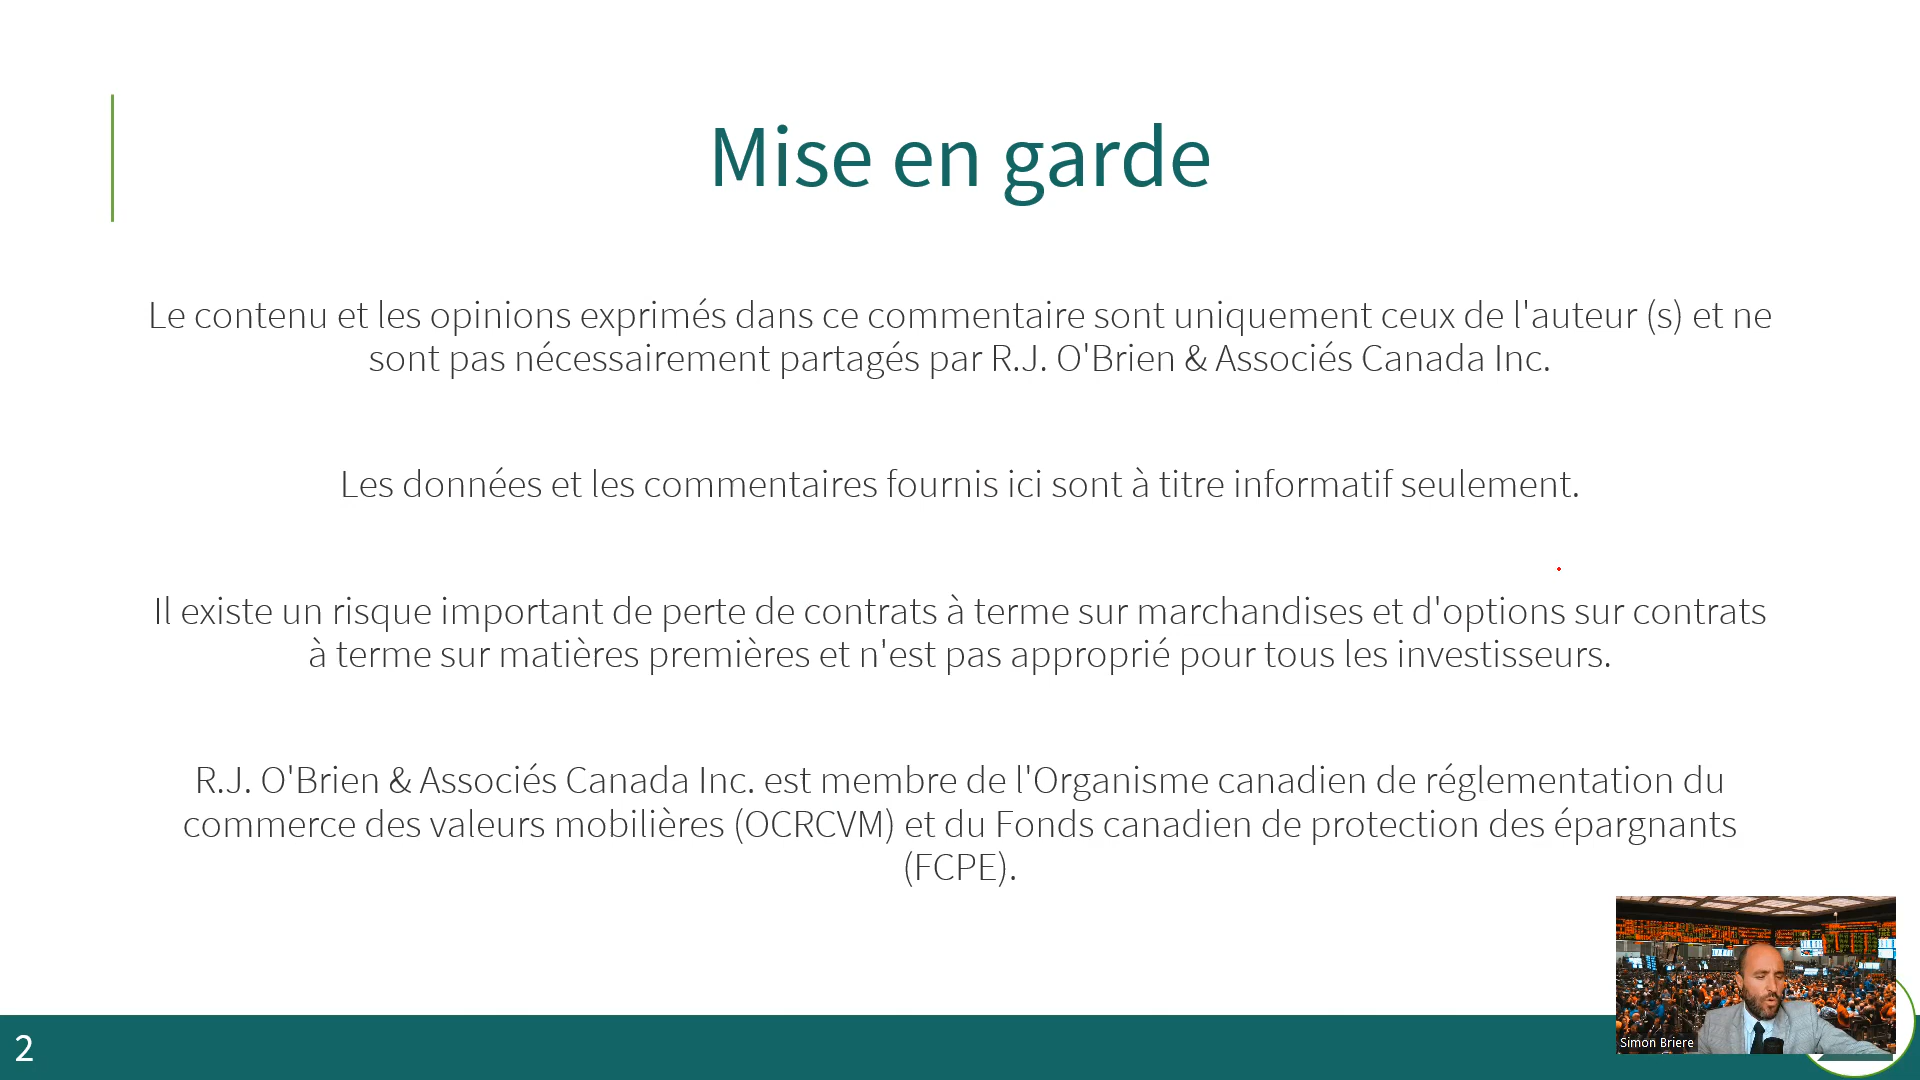 Mise en garde
Le contenu et les opinions exprimés dans ce commentaire sont uniquement ceux de l'auteur (s) et ne
sont pas nécessairement partagés par R.J. O'Brien & Associés Canada Inc.
Les données et les commentaires fournis ici sont à titre informatif seulement.
Il existe un risque important de perte de contrats à terme sur marchandises et d'options sur contrats
à terme sur matières premières et n'est pas approprié pour tous les investisseurs.
R.J. O'Brien & Associés Canada Inc. est membre de l'Organisme canadien de réglementation du
commerce des valeurs mobilières (OCRCVM) et du Fonds canadien de protection des épargnants
(FCPE).
Simon Briere
2